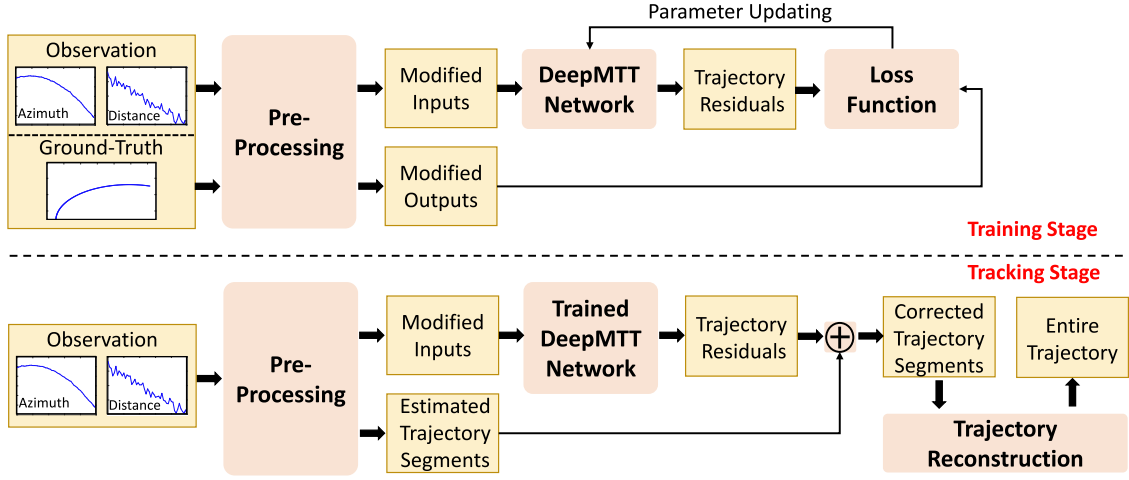 Parameter Updating
Observation
Azimuth
Distance
Ground-Truth
Pre-
Processing
Modified
Inputs
DeepMTT
Network
Trajectory
Residuals
Loss
Function
Modified
Outputs
Training Stage
Tracking Stage
Observation
Azimuth
Distance
Pre-
Processing
Modified
Inputs
Trained
DeepMTT
Network
Trajectory
Residuals
Corrected
Trajectory
Segments
Entire
Trajectory
Estimated
Trajectory
Segments
Trajectory
Reconstruction